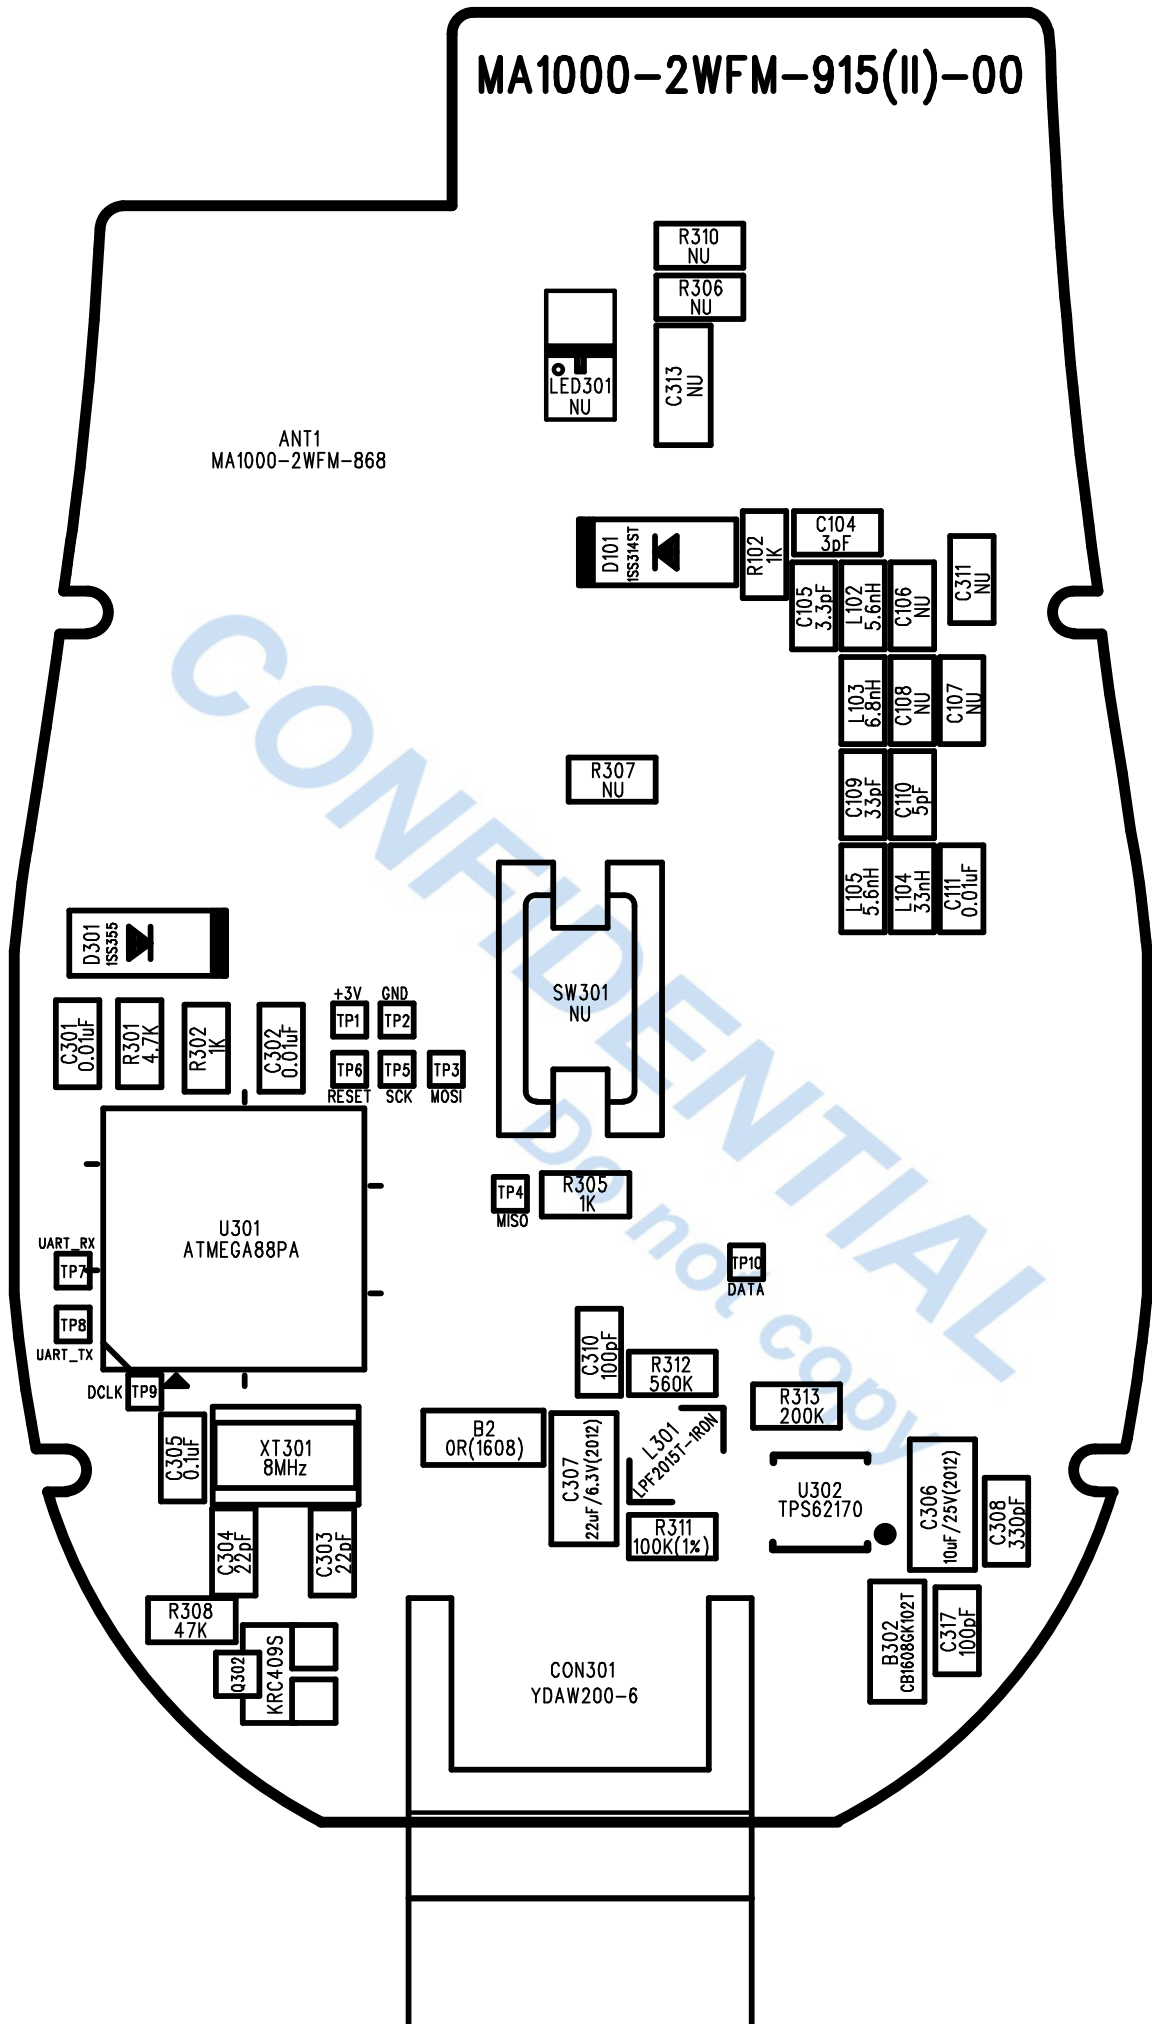 MA1000-2WFM-915(II)-00
R310
NU
R306
NU
C313
NU
LED301
NU
ANT1
MA1000-2WFM-868
D101
1SS314ST
R102
1K
C104
3pF
C105
3.3pF
L102
5.6nH
C106
NU
C311
NU
L103
6.8nH
C108
NU
C107
NU
R307
NU
C109
33pF
C110
5pF
L105
5.6nH
L104
33nH
C111
0.01uF
D301
1SS355
C301
0.01uF
R301
4.7K
R302
1K
C302
0.01uF
+3V
GND
TP1
TP2
TP6
TP5
TP3
RESET
SCK
MOSI
SW301
NU
TP4
MISO
R305
1K
U301
ATMEGA88PA
UART_RX
TP7
TP8
UART_TX
DCLK
TP9
TP10
DATA
C310
100pF
R312
560K
R313
200K
C305
0.1uF
XT301
8MHz
B2
0R(1608)
C307
22uF/6.3V(2012)
L301
LPF2015T-1R0N
R311
100K(1%)
U302
TPS62170
C306
10uF/25V(2012)
C308
330pF
C304
22pF
C303
22pF
R308
47K
Q302
KRC409S
CON301
YDAW200-6
B302
CB1608GK102T
C317
100pF
CONFIDENTIAL
Do not copy